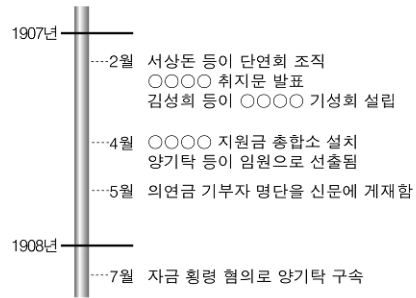 1907년
2월 서상돈 등이 단연회 조직
○○○○ 취지문 발표
김성희 등이 ○○○○ 기성회 설립
4월 ○○○○ 지원금 총합소 설치
양기탁 등이 임원으로 선출됨
5월 의연금 기부자 명단을 신문에 게재함
1908년
7월 자금 횡령 혐의로 양기탁 구속